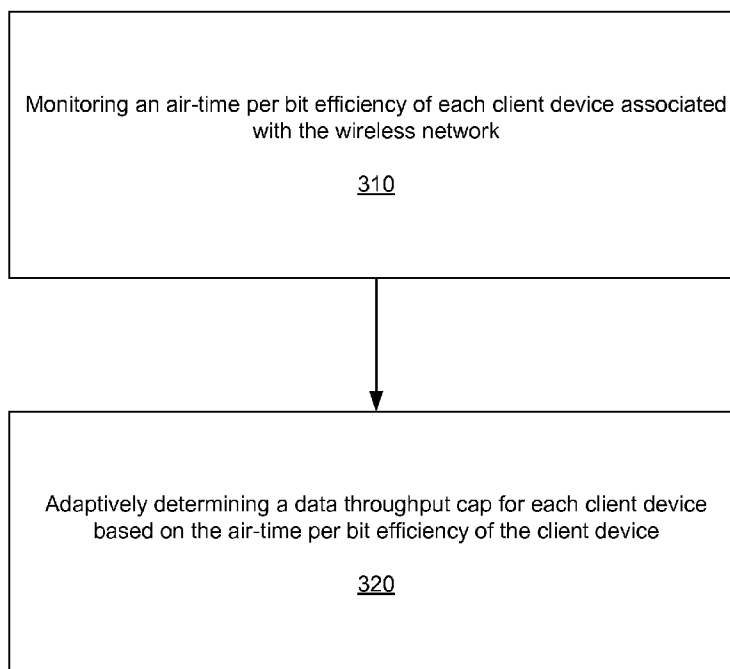 Monitoring an air-time per bit efficiency of each client device associated
with the wireless network
310
Adaptively determining a data throughput cap for each client device
based on the air-time per bit efficiency of the client device
320